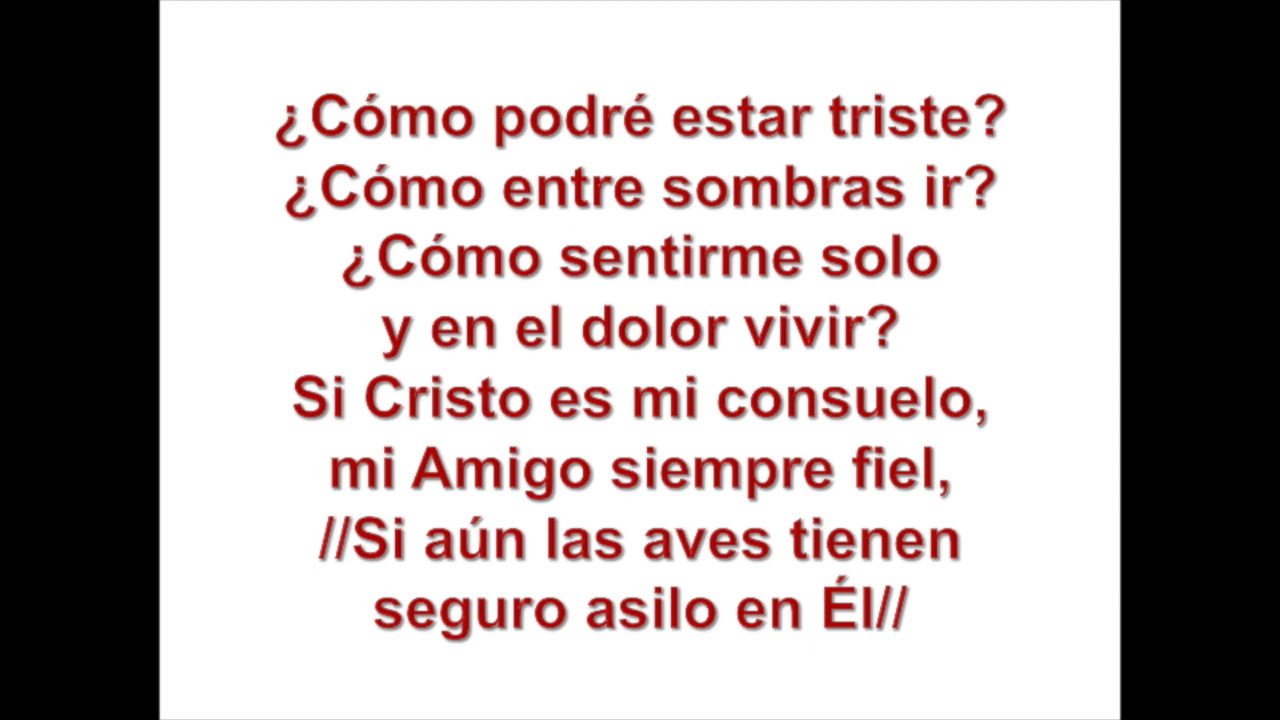 ¿Cómo podré estar triste?
¿Cómo entre sombras ir?
¿Cómo sentirme solo
y en el dolor vivir?
Si Cristo es mi consuelo,
mi Amigo siempre fiel,
//Si aún las aves tienen
seguro asilo en Él//